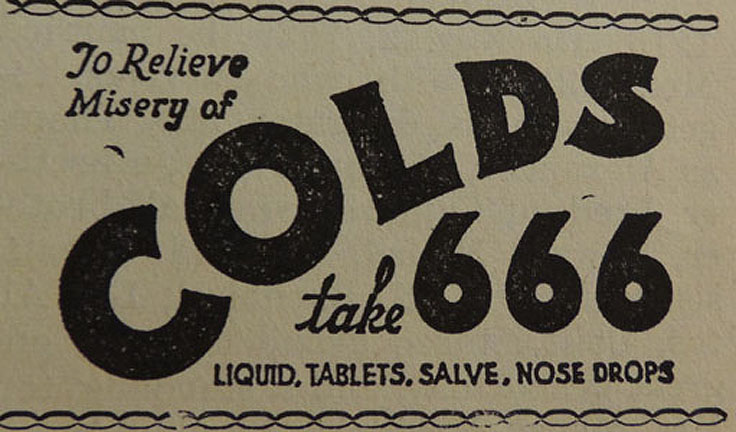 To Relieve
Misery of
COLDS
take 666
LIQUID, TABLETS, SALVE, NOSE DROPS